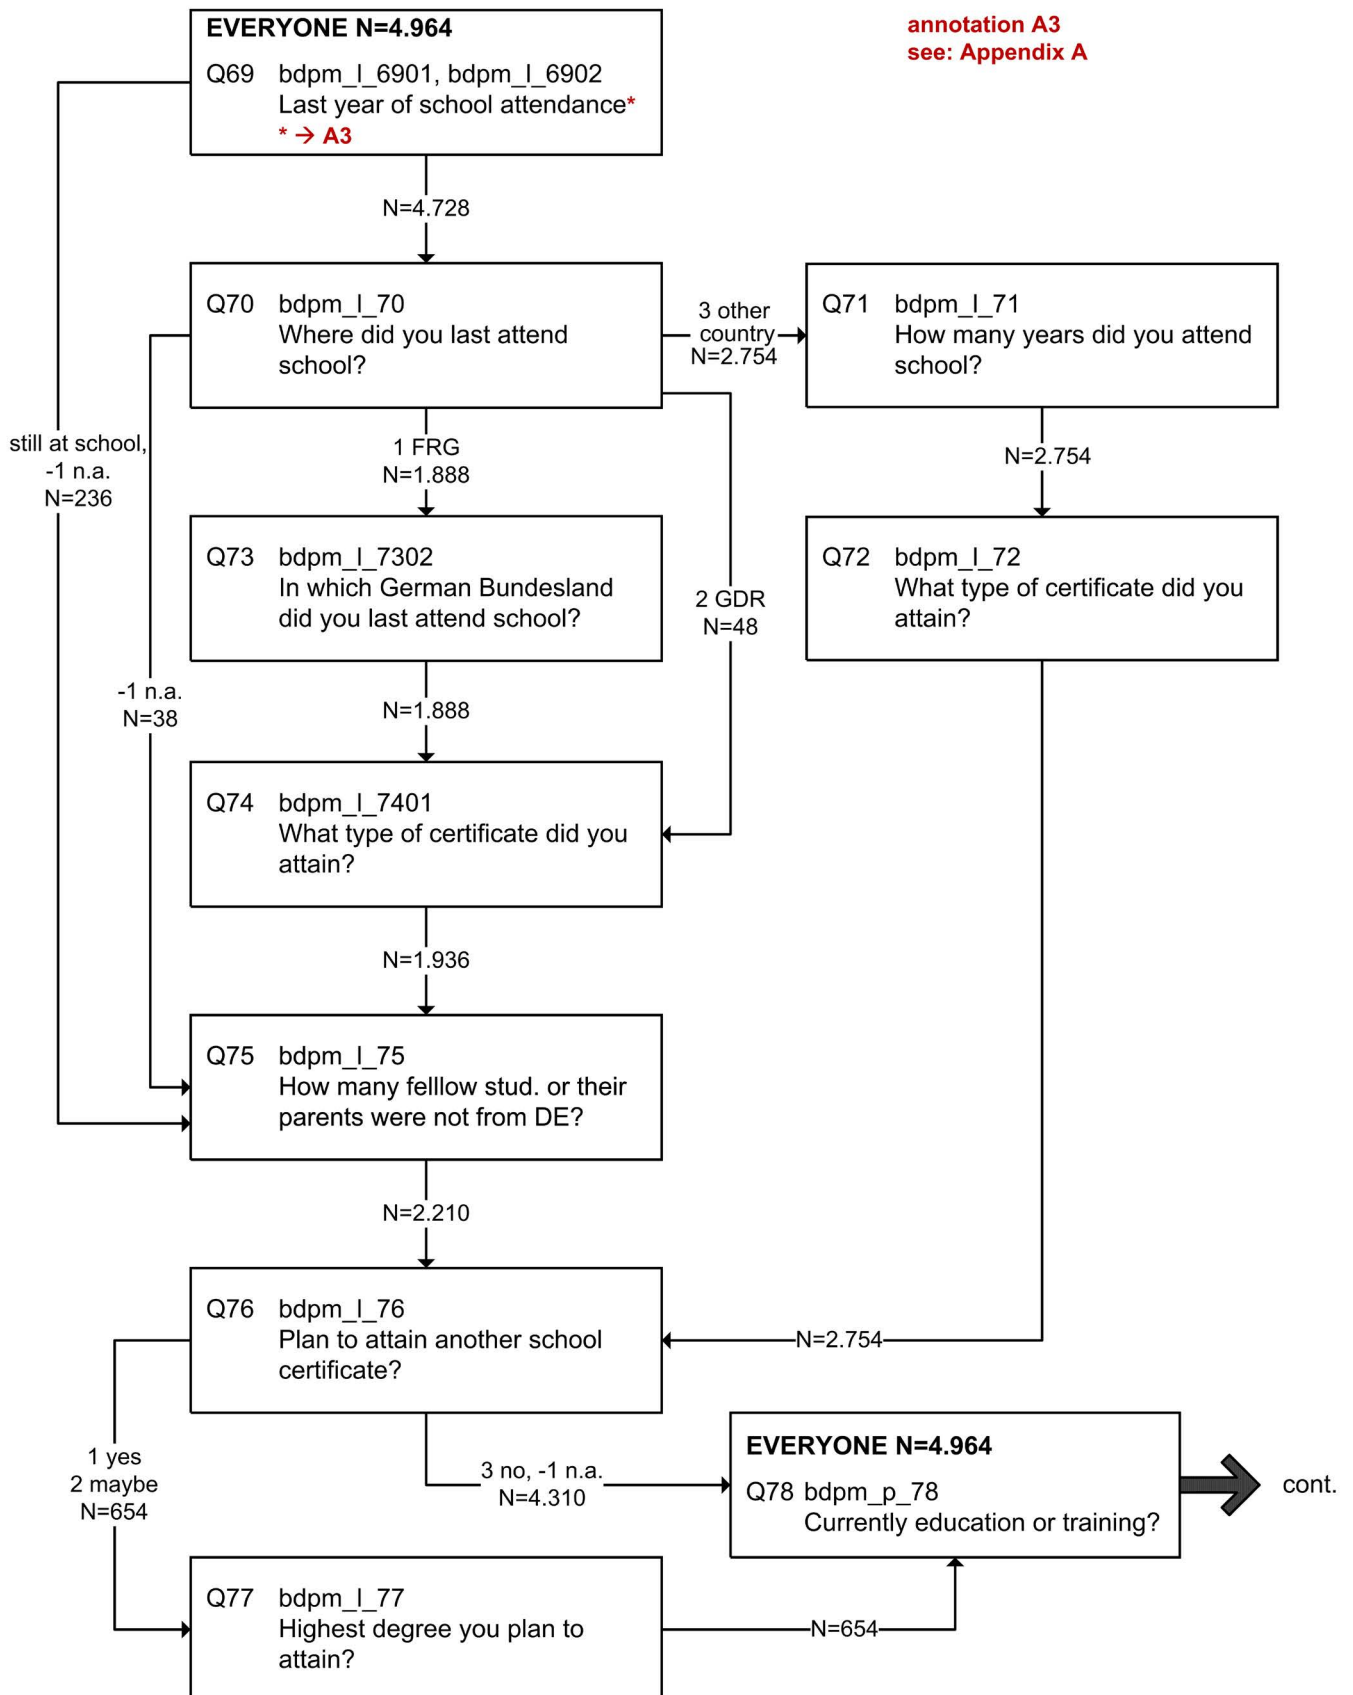 EVERYONE N=4.964
Q69 bdpm_l_6901, bdpm_l_6902
Last year of school attendance*
* → A3
annotation A3
see: Appendix A
N=4.728
Q70 bdpm_l_70
Where did you last attend
school?
3 other
country
N=2.754
Q71 bdpm_l_71
How many years did you attend
school?
still at school,
-1 n.a.
N=236
1 FRG
N=1.888
N=2.754
Q73 bdpm_l_7302
In which German Bundesland
did you last attend school?
2 GDR
N=48
Q72 bdpm_l_72
What type of certificate did you
attain?
-1 n.a.
N=38
N=1.888
Q74 bdpm_l_7401
What type of certificate did you
attain?
N=1.936
Q75 bdpm_l_75
How many felllow stud. or their
parents were not from DE?
N=2.210
Q76 bdpm_l_76
Plan to attain another school
certificate?
N=2.754
1 yes
2 maybe
N=654
3 no, -1 n.a.
N=4.310
EVERYONE N=4.964
Q78 bdpm_p_78
Currently education or training?
cont.
Q77 bdpm_l_77
Highest degree you plan to
attain?
N=654